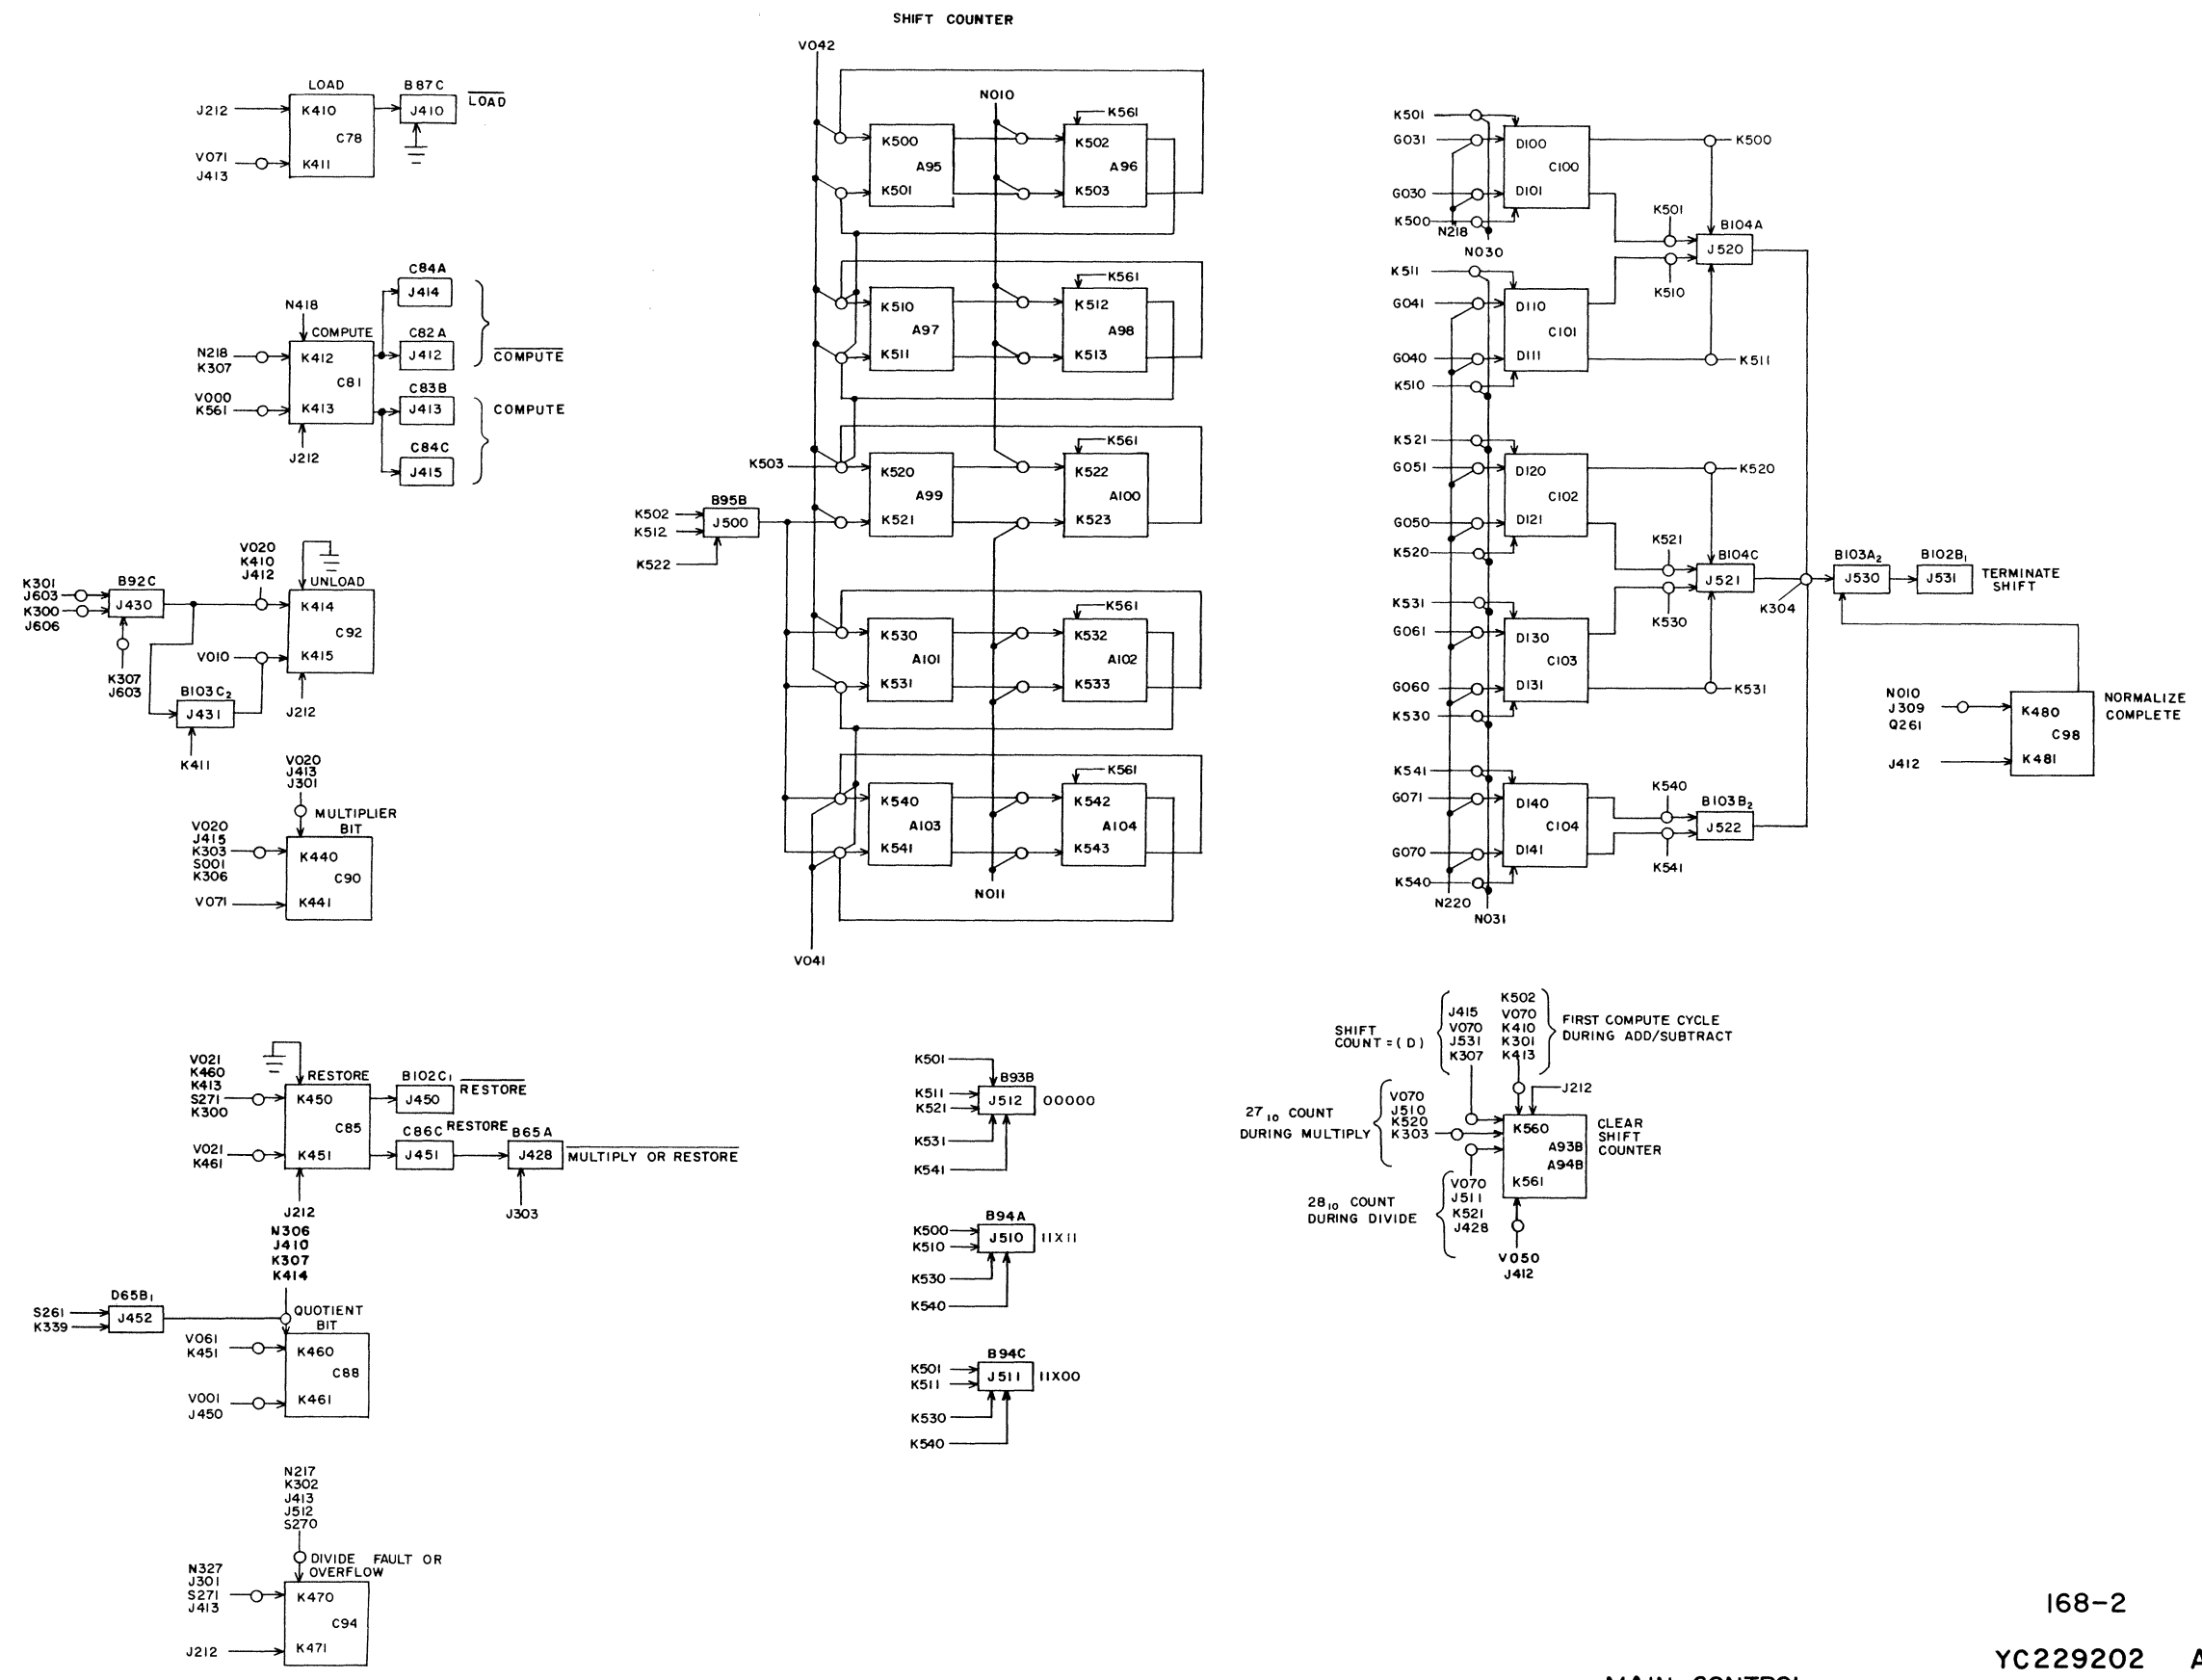 SHIFT COUNTER
LOAD
B87C
J212
K410
J410
LOAD
C78
V071
J413
K411
C84A
J414
N418
COMPUTE
C82A
N218
K307
K412
J412
COMPUTE
C81
C83B
V000
K561
K413
J413
COMPUTE
C84C
J212
J415
V020
K410
J412
UNLOAD
K301
J603
K300
J606
B92C
J430
K414
C92
V010
K415
K307
J603
B103C2
J431
J212
K411
V020
J413
J301
MULTIPLIER
BIT
V020
J415
K303
S001
K306
K440
C90
V071
K441
V042
N010
K561
K500
K502
A95
A96
K501
K503
K561
K510
K512
A97
A98
K511
K513
K561
K503
K520
K522
A99
A100
K521
K523
B95B
K502
K512
J500
K522
K561
K530
K532
A101
A102
K531
K533
K561
K540
K542
A103
A104
K541
K543
N011
V041
K501
G031
D100
K500
C100
G030
D101
K500
N218
N030
K501
B104A
J520
K511
K510
G041
D110
C101
G040
D111
K511
K510
K521
G051
D120
K520
C102
G050
D121
K520
K521
B104C
J521
B103A2
J530
B102B1
J531
TERMINATE
SHIFT
K304
K531
K530
G061
D130
C103
G060
D131
K531
K530
N010
J309
Q261
K480
NORMALIZE
COMPLETE
C98
J412
K481
K541
K540
G071
D140
B103B2
C104
J522
G070
D141
K541
K540
N220
N031
V021
K460
K413
S271
K300
RESTORE
B102C1
K450
J450
RESTORE
C85
C86C
RESTORE
B65A
V021
K461
K451
J451
J428
MULTIPLY OR RESTORE
J212
J303
N306
J410
K307
K414
D65B1
S261
K339
J452
QUOTIENT
BIT
V061
K451
K460
C88
V001
J450
K461
N217
K302
J413
J512
S270
DIVIDE FAULT OR
OVERFLOW
N327
J301
S271
J413
K470
C94
J212
K471
K501
B93B
K511
K521
J512
00000
K531
K541
B94A
K500
K510
J510
11X11
K530
K540
B94C
K501
K511
J511
11X00
K530
K540
SHIFT
COUNT=(D)
J415
V070
J531
K307
K502
V070
K410
K301
K413
FIRST COMPUTE CYCLE
DURING ADD/SUBTRACT
J212
27 10 COUNT
DURING MULTIPLY
V070
J510
K520
K303
K560
A93B
A94B
K561
CLEAR
SHIFT
COUNTER
28 10 COUNT
DURING DIVIDE
V070
J511
K521
J428
V050
J412
168-2
YC229202 A
MAIN CONTROL